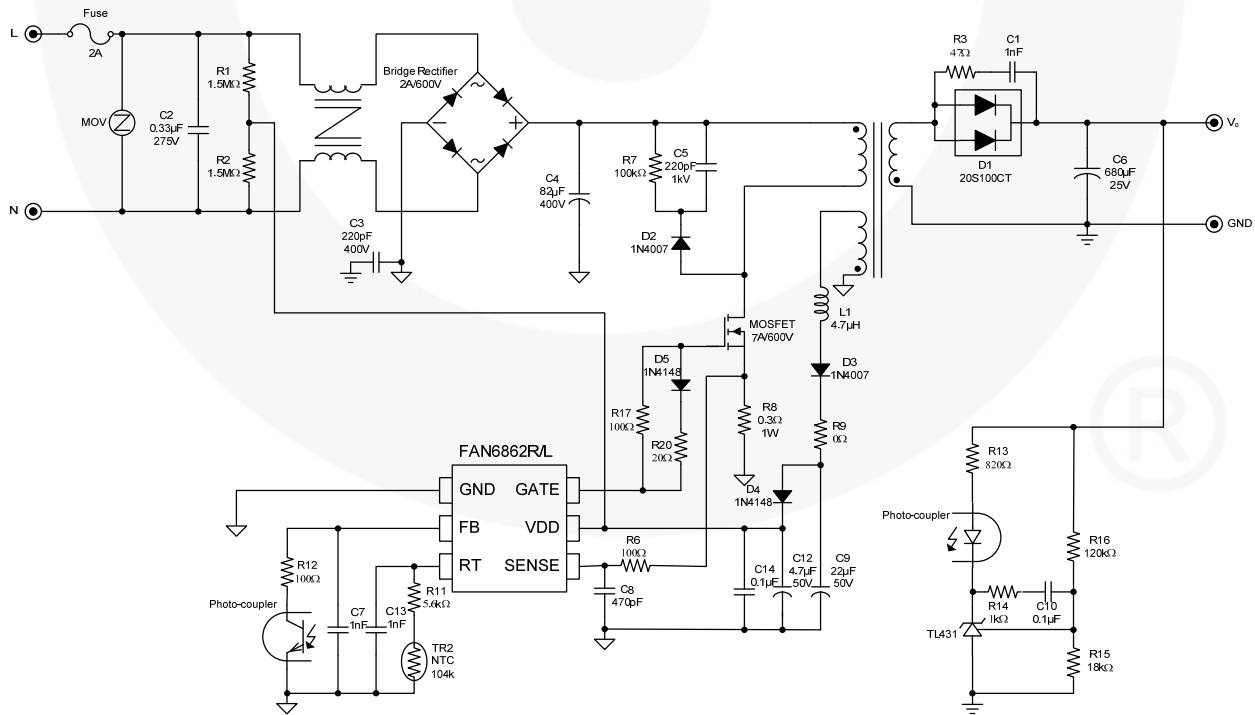 Fuse
L
2A
R1
1.5MΩ
MOV
C2
0.33µF
275V
R2
1.5MΩ
N
Bridge Rectifier
2A/600V
C3
220pF
400V
C4
82µF
400V
R7
100kΩ
C5
220pF
1kV
D2
1N4007
R3
47Ω
C1
1nF
D1
20S100CT
Vo
C6
680µF
25V
GND
L1
4.7µH
MOSFET
7A/600V
D5
1N4148
D3
1N4007
R17
100Ω
R20
20Ω
R8
0.3Ω
1W
R9
0Ω
D4
1N4148
FAN6862R/L
GND
GATE
FB
VDD
RT
SENSE
R6
100Ω
C8
470pF
C14
0.1µF
C12
4.7µF
50V
C9
22µF
50V
R12
100Ω
Photo-coupler
C7
1nF
C13
1nF
R11
5.6kΩ
TR2
NTC
104k
R13
820Ω
Photo-coupler
R16
120kΩ
R14
1kΩ
C10
0.1µF
TL431
R15
18kΩ
®